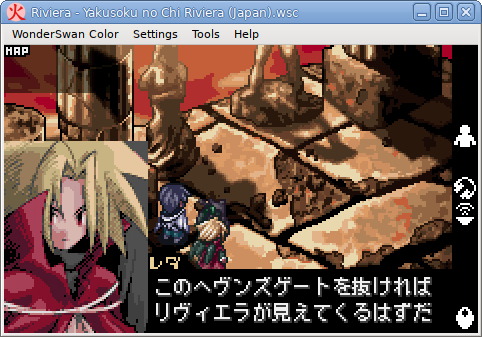 Riviera - Yakusoku no Chi Riviera (Japan).wsc
WonderSwan Color Settings Tools Help
MAP
レダ
このヘヴンズゲートを抜ければ
リヴィエラが見えてくるはずだ